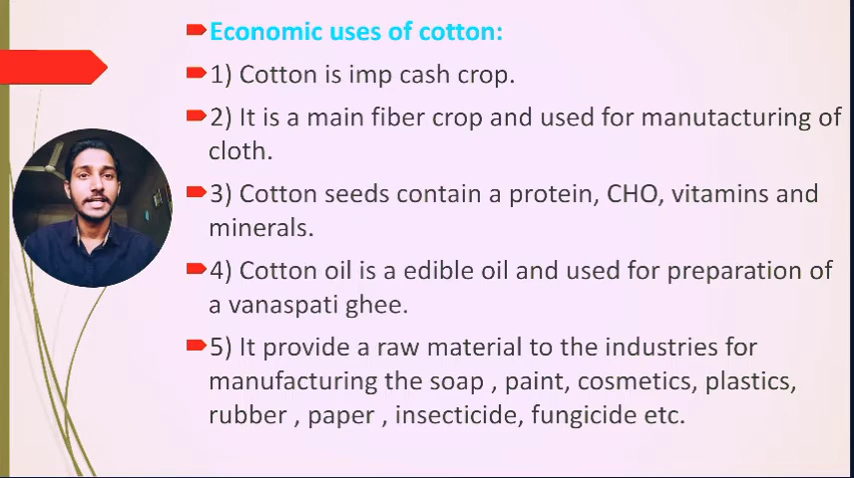 Economic uses of cotton:
1) Cotton is imp cash crop.
2) It is a main fiber crop and used for manutacturing of
cloth.
3) Cotton seeds contain a protein, CHO, vitamins and
minerals.
4) Cotton oil is a edible oil and used for preparation of
a vanaspati ghee.
5) It provide a raw material to the industries for
manufacturing the soap , paint, cosmetics, plastics,
rubber , paper , insecticide, fungicide etc.